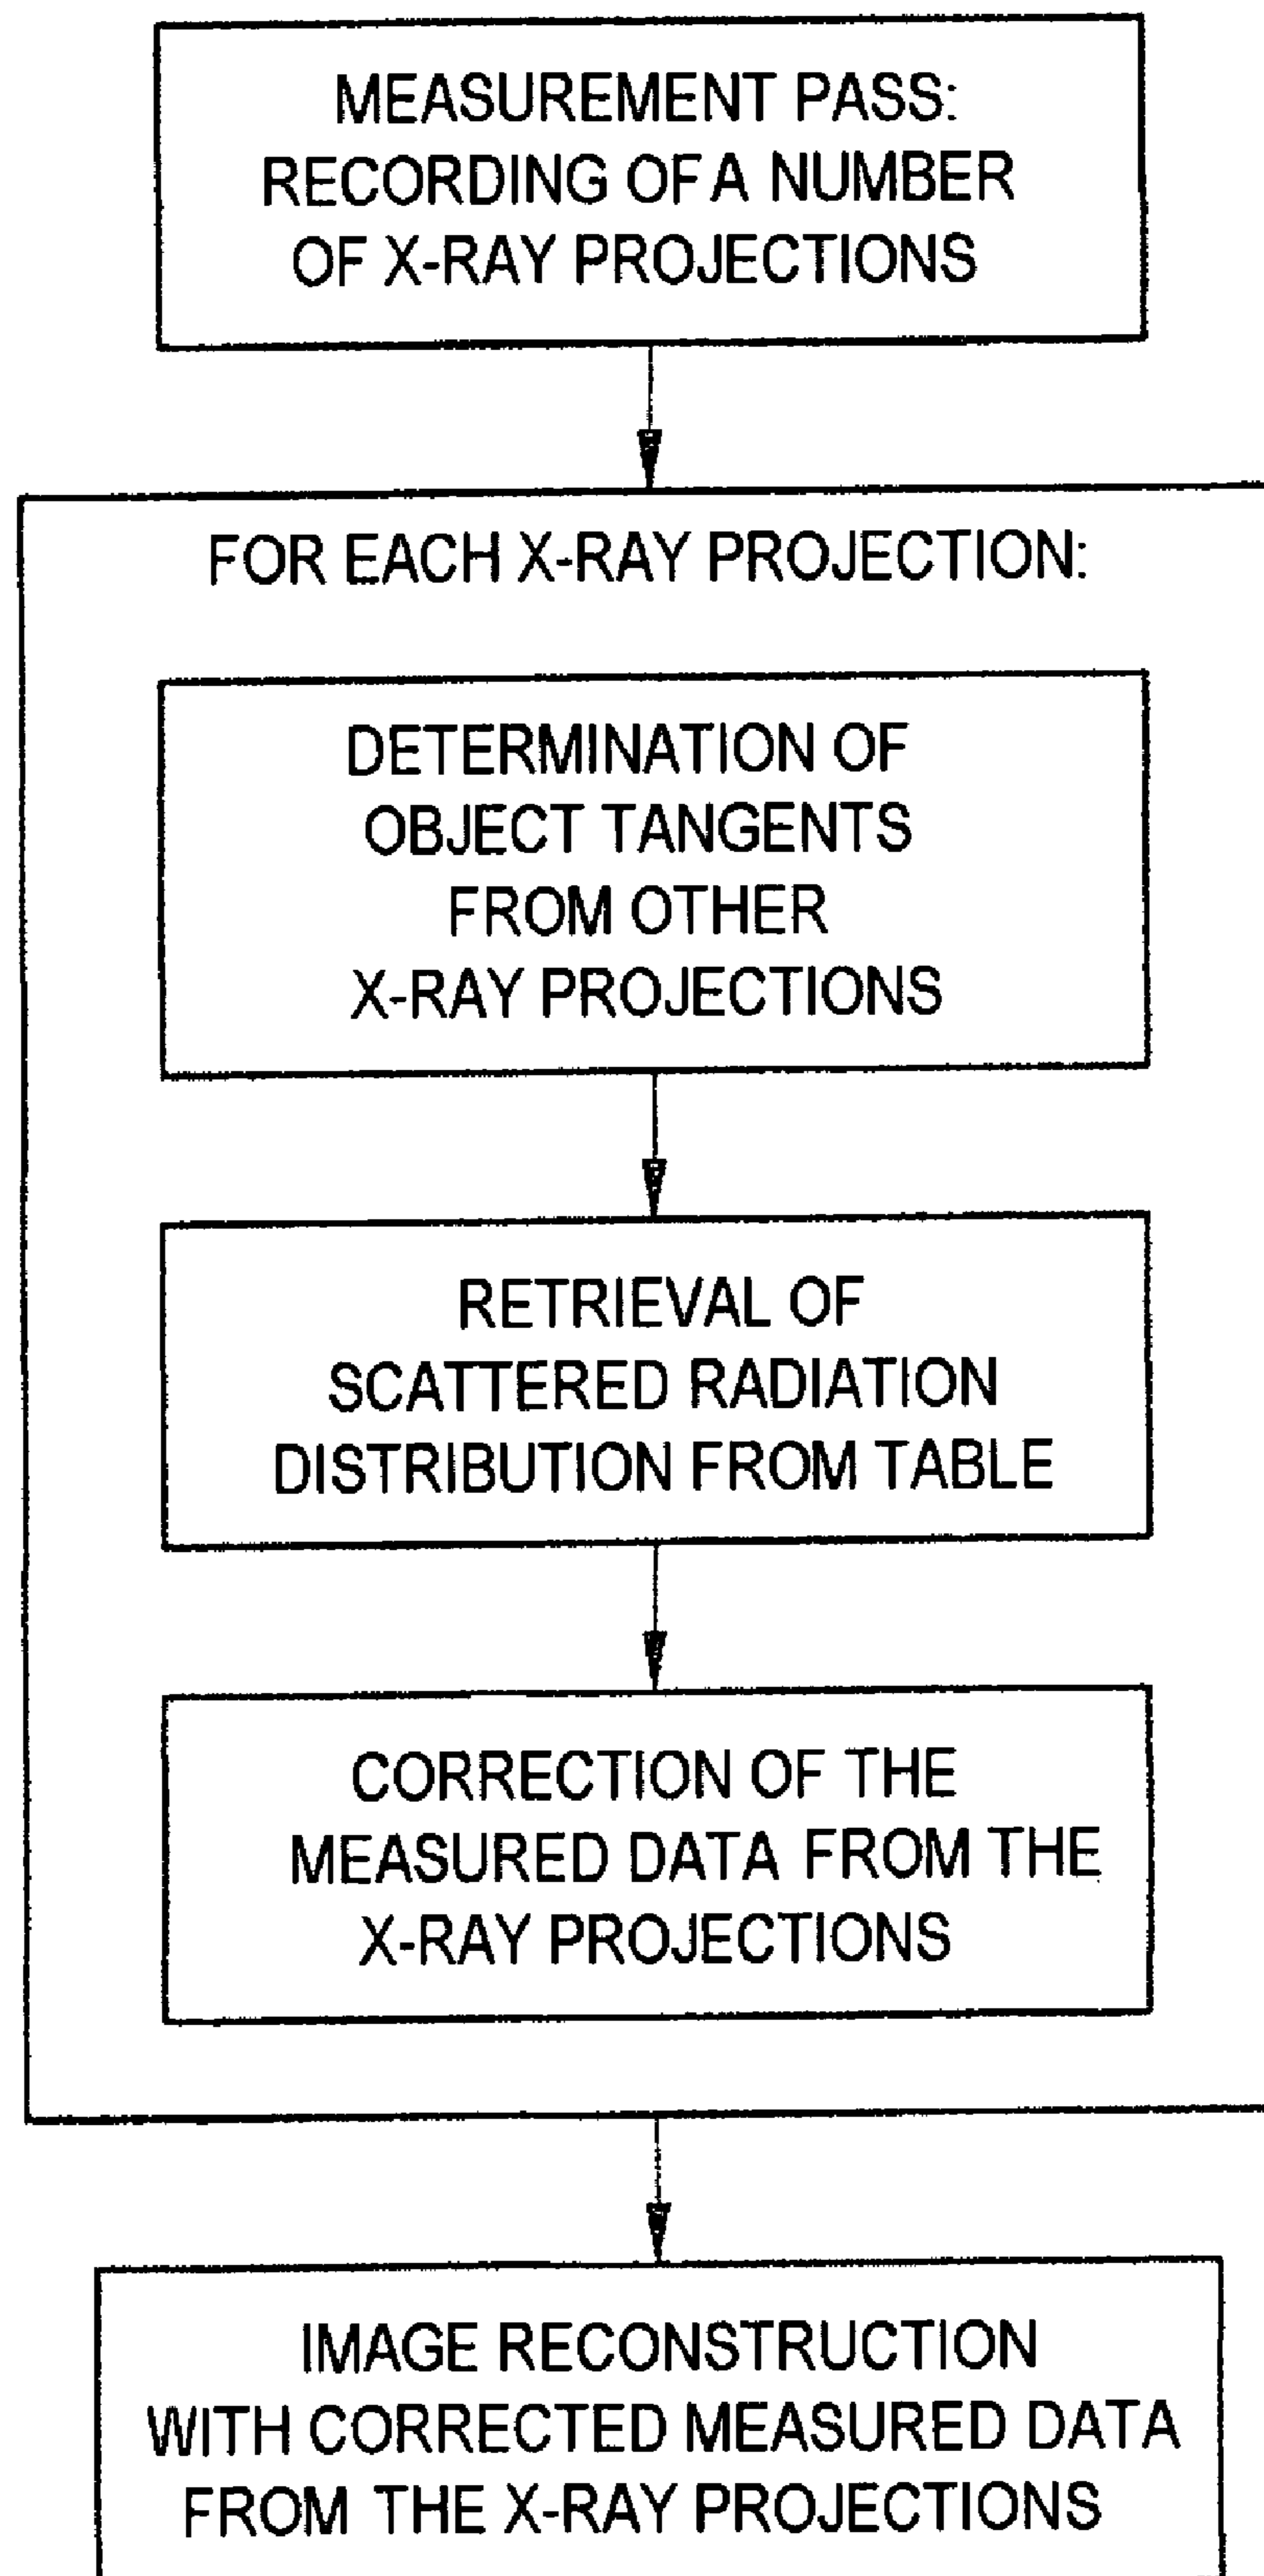 MEASUREMENT PASS:
RECORDING OF A NUMBER
OF X-RAY PROJECTIONS
FOR EACH X-RAY PROJECTION:
DETERMINATION OF
OBJECT TANGENTS
FROM OTHER
X-RAY PROJECTIONS
RETRIEVAL OF
SCATTERED RADIATION
DISTRIBUTION FROM TABLE
CORRECTION OF THE
MEASURED DATA FROM THE
X-RAY PROJECTIONS
IMAGE RECONSTRUCTION
WITH CORRECTED MEASURED DATA
FROM THE X-RAY PROJECTIONS